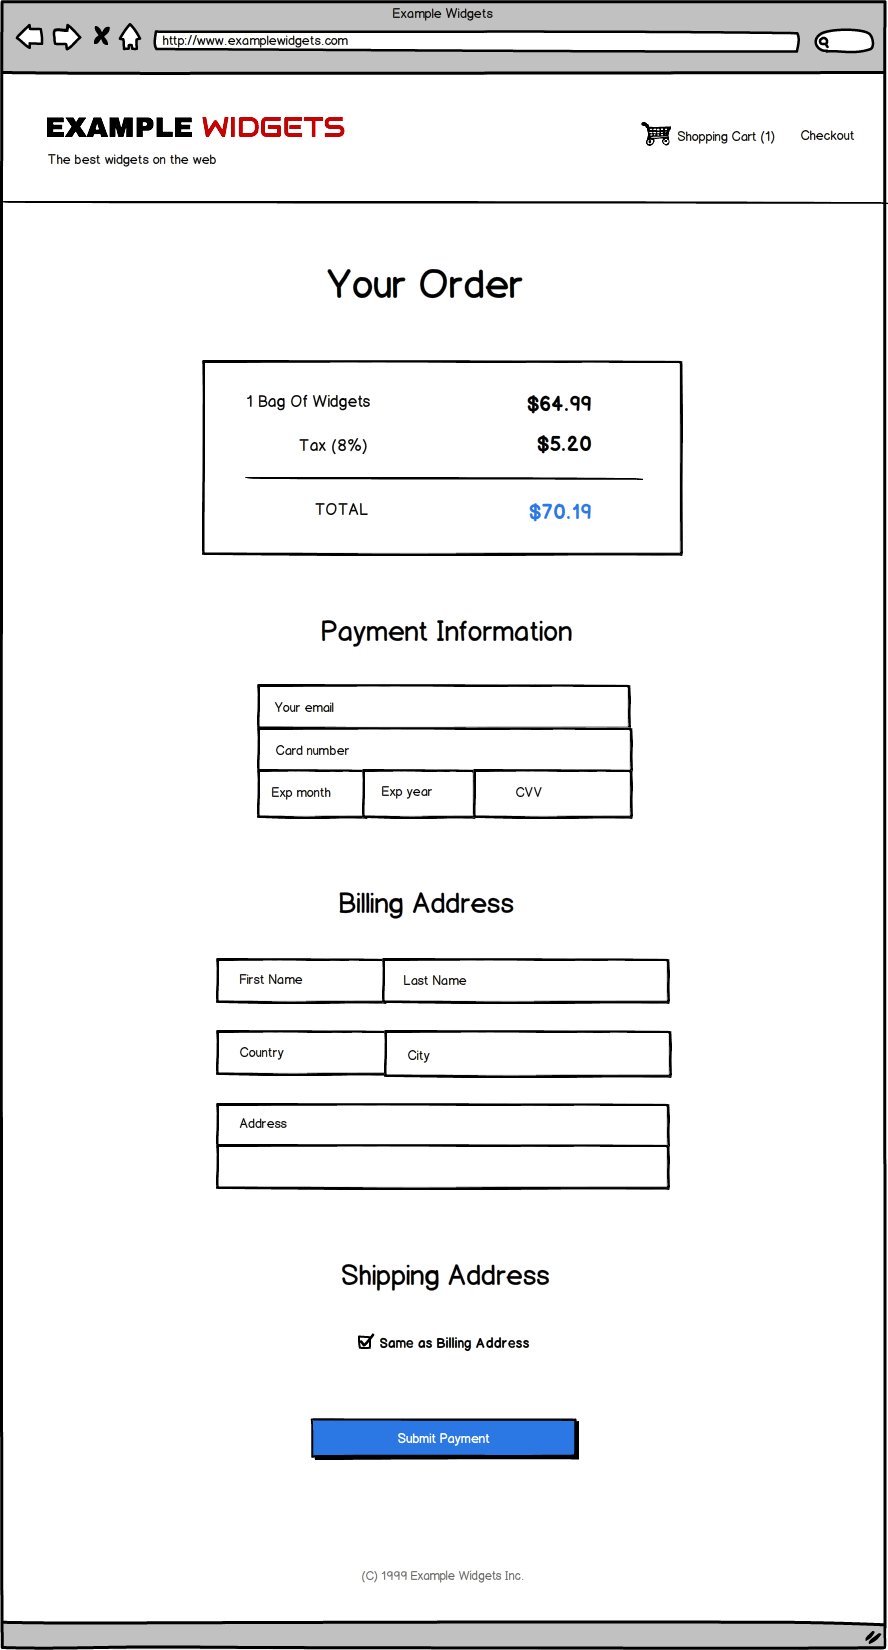 Example Widgets
http://www.examplewidgets.com
EXAMPLE WIDGETS
The best widgets on the web
Shopping Cart (1) Checkout
Your Order
1 Bag Of Widgets $64.99
Tax (8%) $5.20
TOTAL $70.19
Payment Information
Your email
Card number
Exp month Exp year CVV
Billing Address
First Name Last Name
Country City
Address
Shipping Address
Same as Billing Address
Submit Payment
(C) 1999 Example Widgets Inc.